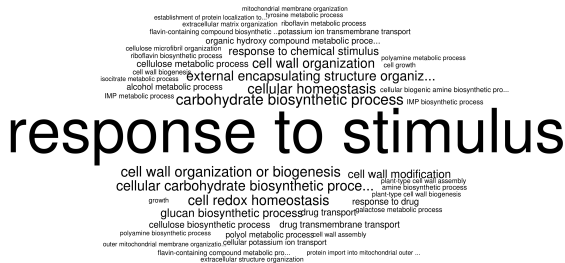 mitochondrial membrane organization
establishment of protein localization to... tyrosine metabolic process
extracellular matrix organization riboflavin metabolic process
flavin-containing compound biosynthetic ... potassium ion transmembrane transport
organic hydroxy compound metabolic proce...
cellulose microfibril organization response to chemical stimulus
riboflavin biosynthetic process polyamine metabolic process
cellulose metabolic process cell wall organization cell growth
cell wall biogenesis
isocitrate metabolic process external encapsulating structure organiz...
alcohol metabolic process cellular homeostasis cellular biogenic amine biosynthetic pro...
IMP metabolic process carbohydrate biosynthetic process IMP biosynthetic process
response to stimulus
cell wall organization or biogenesis cell wall modification
plant-type cell wall assembly
cellular carbohydrate biosynthetic proce... amine biosynthetic process
plant-type cell wall biogenesis
growth cell redox homeostasis response to drug
glucan biosynthetic process drug transport galactose metabolic process
cellulose biosynthetic process drug transmembrane transport
polyamine biosynthetic process polyol metabolic process cell wall assembly
outer mitochondrial membrane organizatio... cellular potassium ion transport
flavin-containing compound metabolic pro... protein import into mitochondrial outer ...
extracellular structure organization